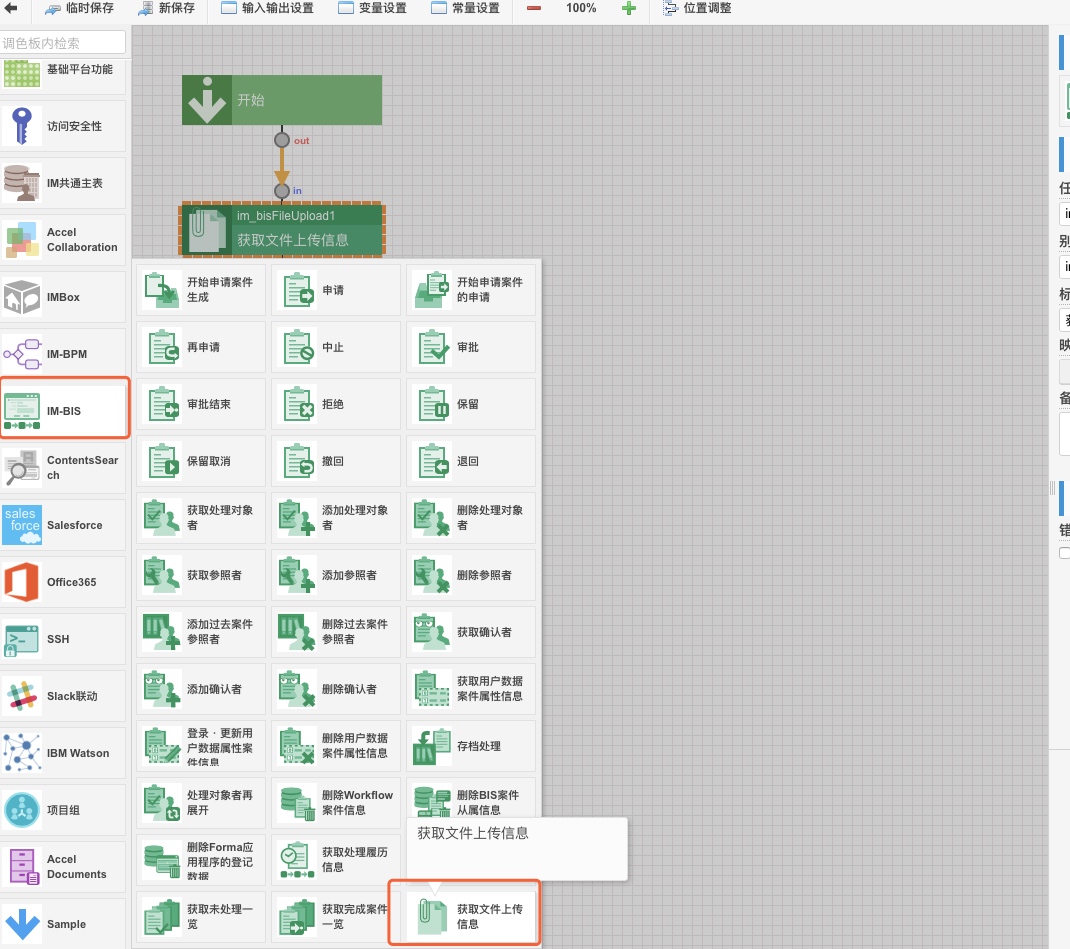 临时保存
新保存
输入输出设置
变量设置
常量设置
100%
位置调整
调色板内检索
基础平台功能
访问安全性
IM共通主表
Accel
Collaboration
IMBox
IM-BPM
IM-BIS
ContentsSear
ch
sales
force
Salesforce
Office365
SSH
Slack联动
IBM Watson
项目组
Accel
Documents
Sample
开始
out
in
im_bisFileUpload1
获取文件上传信息
开始申请案件
生成
申请
开始申请案件
的申请
再申请
中止
审批
审批结束
拒绝
保留
保留取消
撤回
退回
获取处理对象
者
添加处理对象
者
删除处理对象
者
获取参照者
添加参照者
删除参照者
添加过去案件
参照者
删除过去案件
参照者
获取确认者
添加确认者
删除确认者
获取用户数据
案件属性信息
登录・更新用
户数据属性案
件信息
删除用户数据
案件属性信息
存档处理
处理对象者再
展开
删除Workflow
案件信息
删除BIS案件
从属信息
删除Forma应
用程序的登记
数据
获取处理履历
信息
获取文件上传信息
获取未处理一
览
获取完成案件
一览
获取文件上传
信息